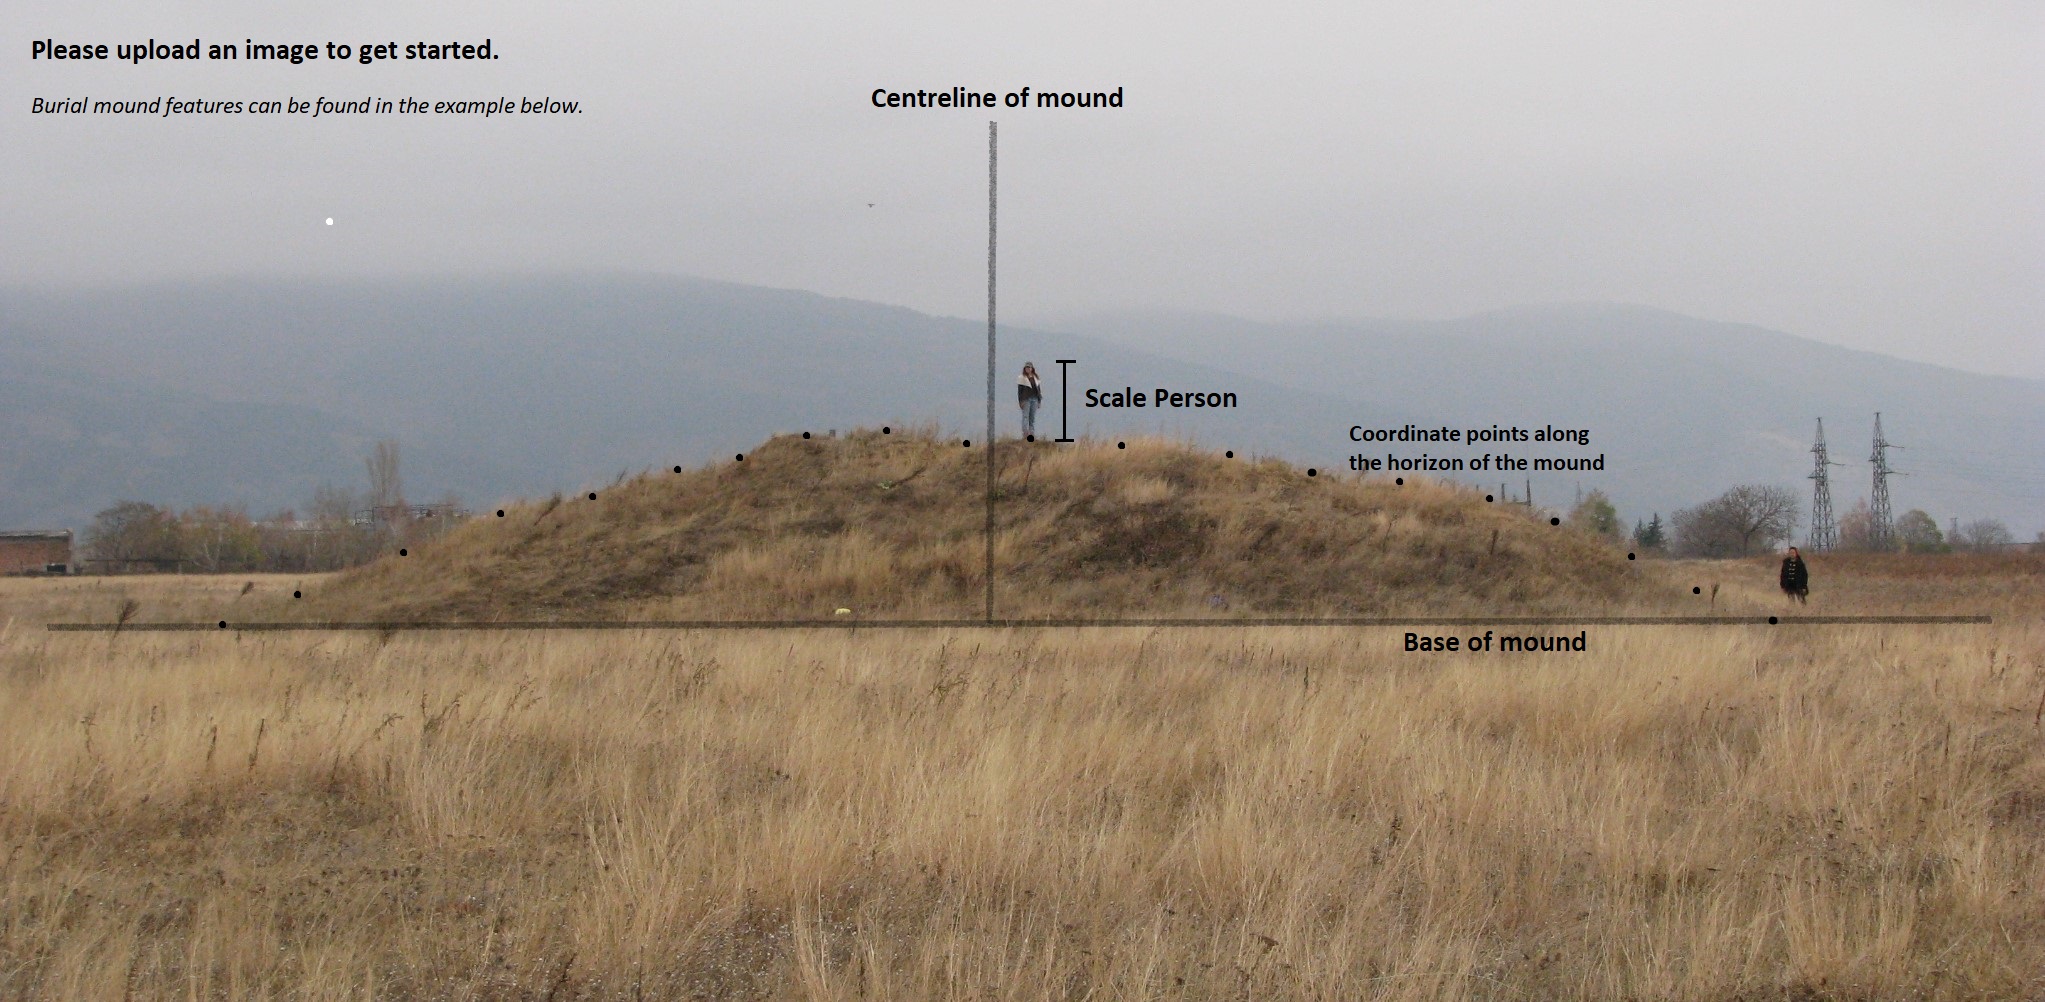 Please upload an image to get started.
Burial mound features can be found in the example below.
Centreline of mound
Scale Person
Coordinate points along
the horizon of the mound
Base of mound